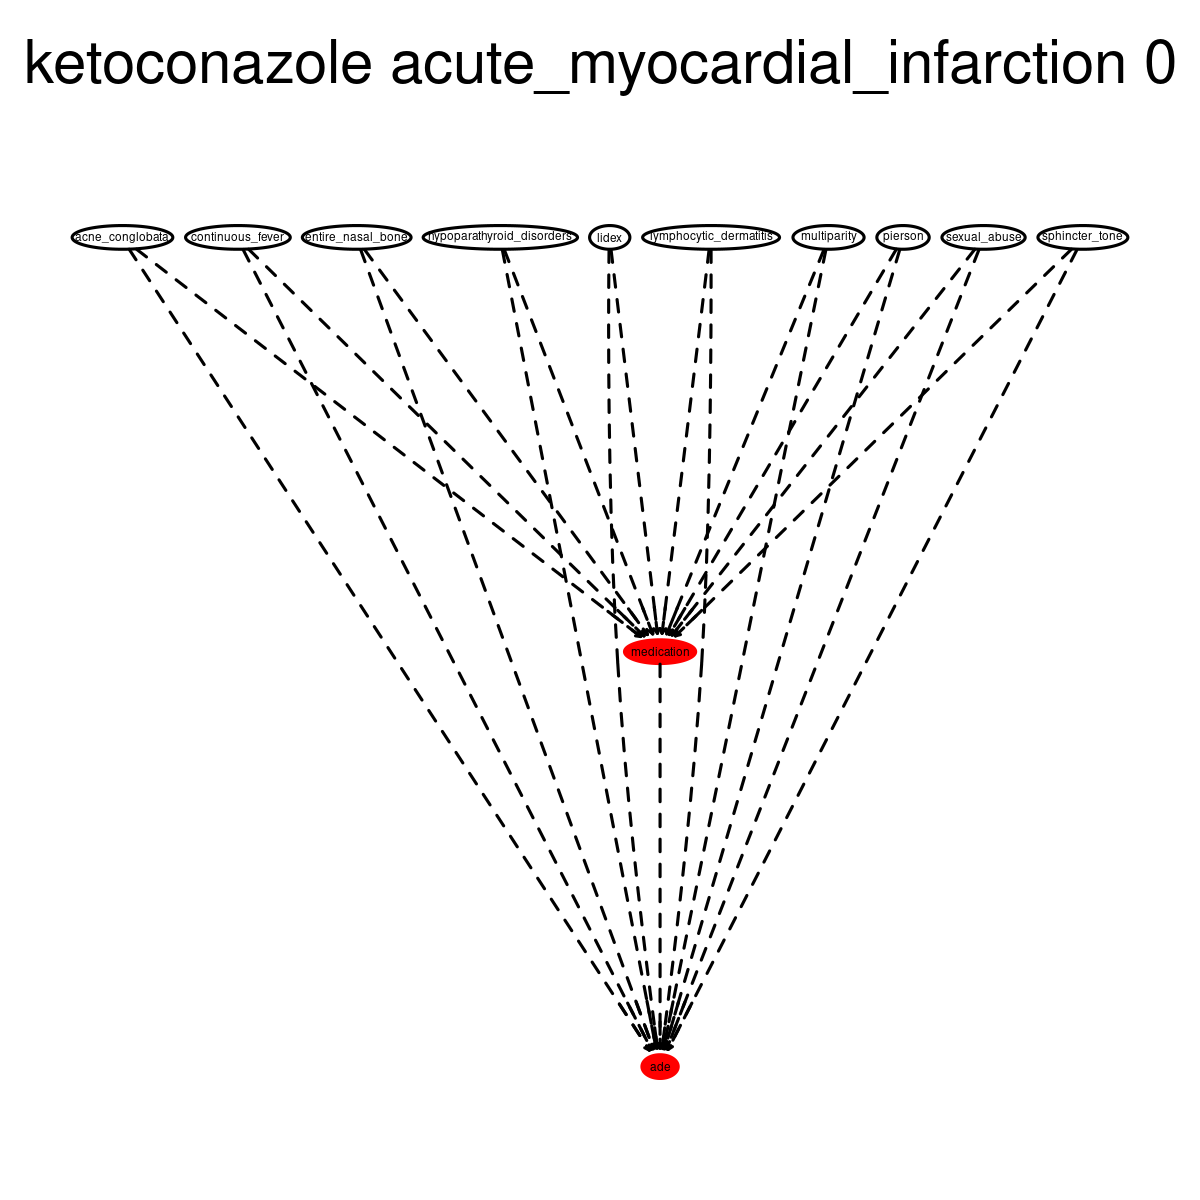 ketoconazole acute_myocardial_infarction 0
acne_conglobata continuous_fever entire_nasal_bone hypoparathyroid_disorders lidex lymphocytic_dermatitis multiparity pierson sexual_abuse sphincter_tone
medication
ade